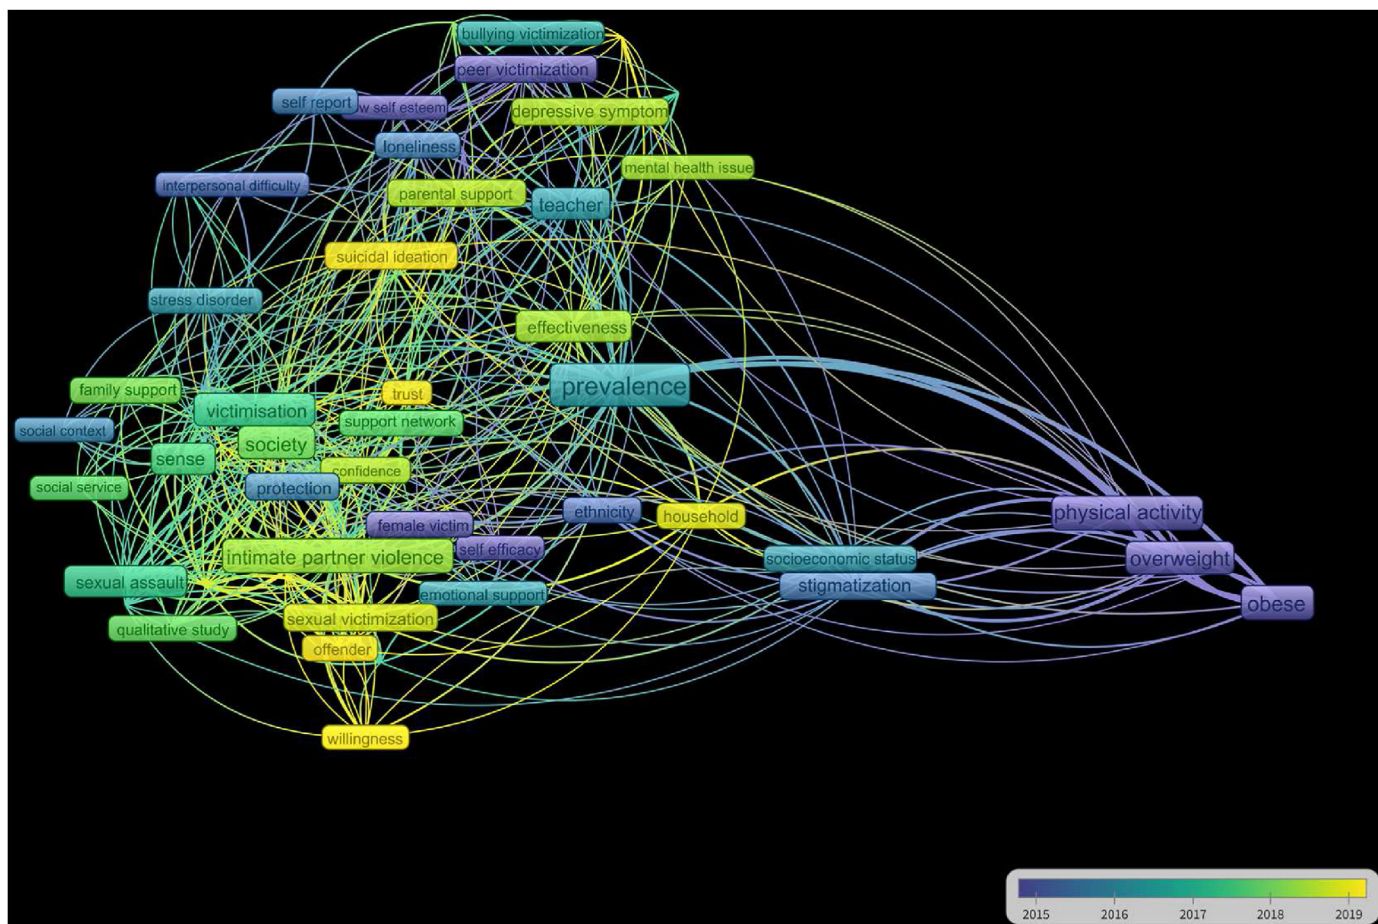 bullying victimization
peer victimization
self report
w self esteem
depressive symptom
loneliness
mental health issue
interpersonal difficulty
parental support
teacher
suicidal ideation
stress disorder
effectiveness
prevalence
family support
trust
victimisation
support network
social context
society
sense
confidence
social service
protection
physical activity
ethnicity
household
female victim
self efficacy
intimate partner violence
socioeconomic status
overweight
sexual assault
stigmatization
emotional support
obese
sexual victimization
qualitative study
offender
willingness
2015 2016 2017 2018 2019